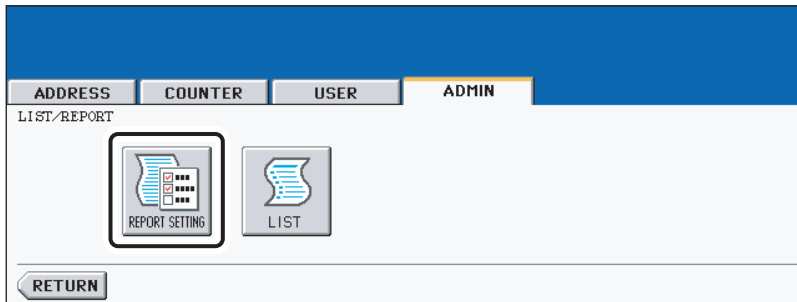 ADDRESS COUNTER USER ADMIN
LIST/REPORT
REPORT SETTING LIST
RETURN